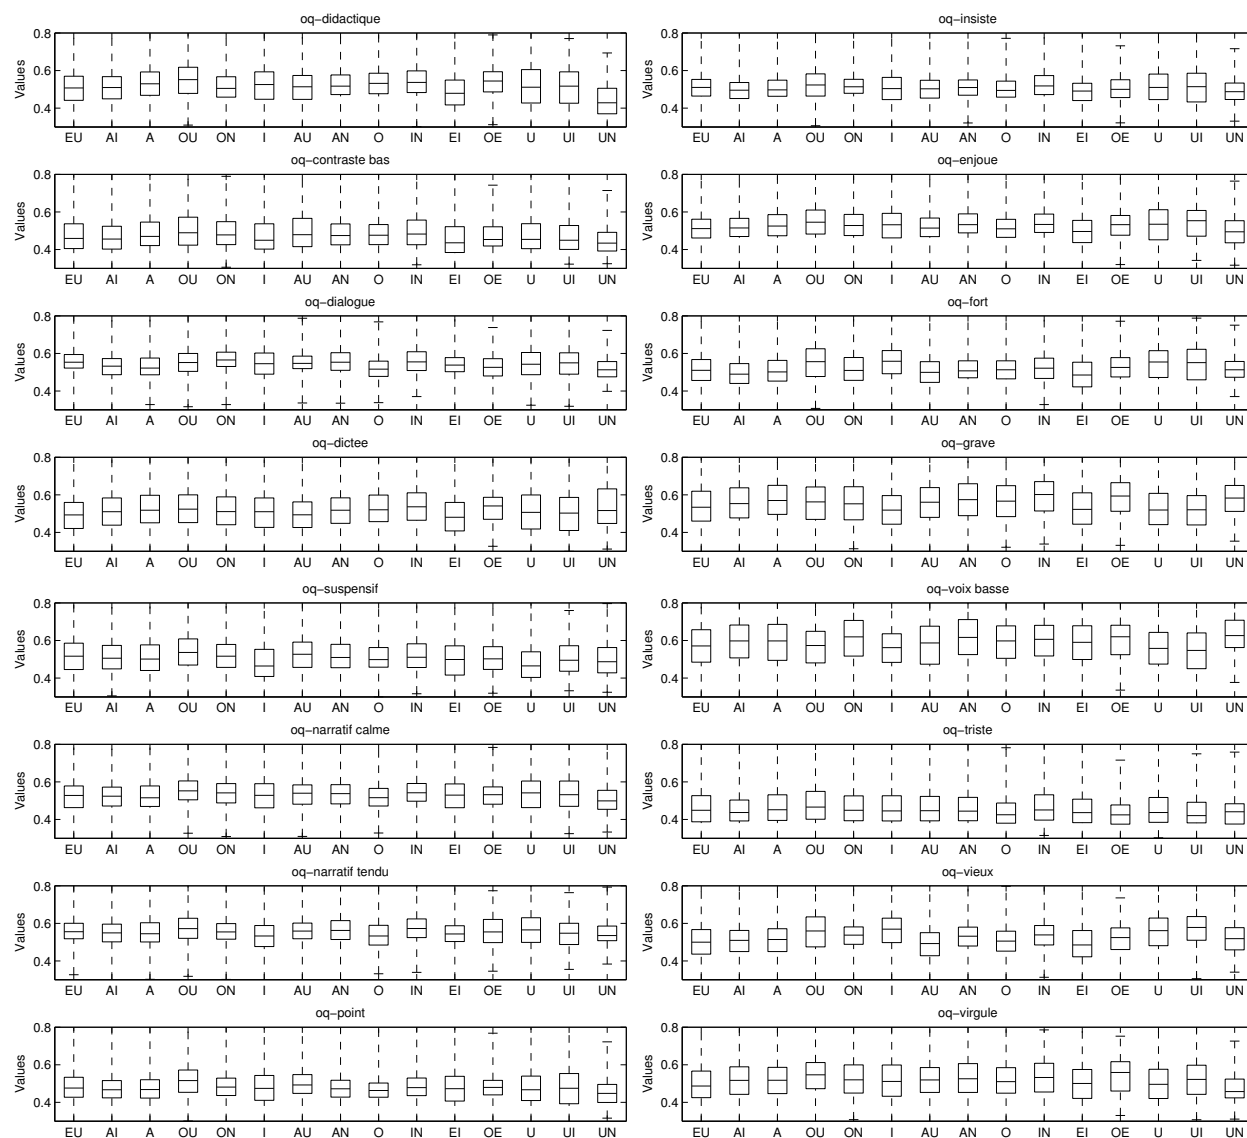 oq−didactique
0.8
0.6
0.4
Values
EU AI A OU ON I AU AN O IN EI OE U UI UN
oq−insiste
0.8
0.6
0.4
Values
EU AI A OU ON I AU AN O IN EI OE U UI UN
oq−contraste bas
0.8
0.6
0.4
Values
EU AI A OU ON I AU AN O IN EI OE U UI UN
oq−enjoue
0.8
0.6
0.4
Values
EU AI A OU ON I AU AN O IN EI OE U UI UN
oq−dialogue
0.8
0.6
0.4
Values
EU AI A OU ON I AU AN O IN EI OE U UI UN
oq−fort
0.8
0.6
0.4
Values
EU AI A OU ON I AU AN O IN EI OE U UI UN
oq−dictee
0.8
0.6
0.4
Values
EU AI A OU ON I AU AN O IN EI OE U UI UN
oq−grave
0.8
0.6
0.4
Values
EU AI A OU ON I AU AN O IN EI OE U UI UN
oq−suspensif
0.8
0.6
0.4
Values
EU AI A OU ON I AU AN O IN EI OE U UI UN
oq−voix basse
0.8
0.6
0.4
Values
EU AI A OU ON I AU AN O IN EI OE U UI UN
oq−narratif calme
0.8
0.6
0.4
Values
EU AI A OU ON I AU AN O IN EI OE U UI UN
oq−triste
0.8
0.6
0.4
Values
EU AI A OU ON I AU AN O IN EI OE U UI UN
oq−narratif tendu
0.8
0.6
0.4
Values
EU AI A OU ON I AU AN O IN EI OE U UI UN
oq−vieux
0.8
0.6
0.4
Values
EU AI A OU ON I AU AN O IN EI OE U UI UN
oq−point
0.8
0.6
0.4
Values
EU AI A OU ON I AU AN O IN EI OE U UI UN
oq−virgule
0.8
0.6
0.4
Values
EU AI A OU ON I AU AN O IN EI OE U UI UN